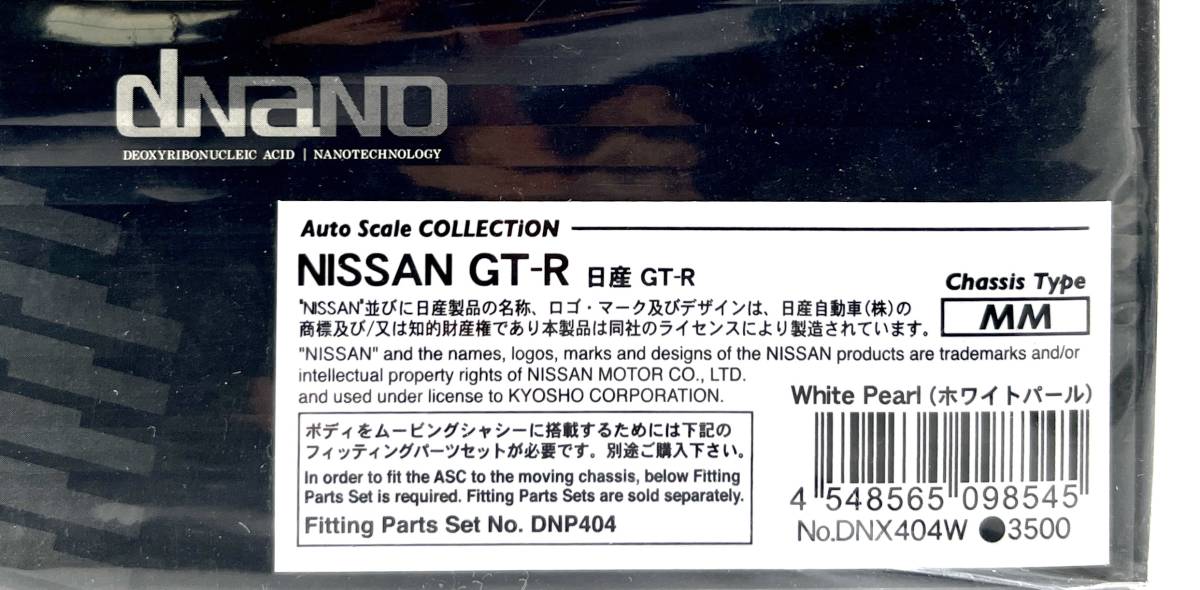 dNaNO
DEOXYRIBONUCLEIC ACID | NANOTECHNOLOGY
Auto Scale COLLECTiON
NISSAN GT-R 日産 GT-R
Chassis Type
MM
"NISSAN"並びに日産製品の名称、ロゴ・マーク及びデザインは、日産自動車(株)の
商標及び/又は知的財産権であり本製品は同社のライセンスにより製造されています。
"NISSAN" and the names, logos, marks and designs of the NISSAN products are trademarks and/or
intellectual property rights of NISSAN MOTOR CO., LTD.
and used under license to KYOSHO CORPORATION.
White Pearl (ホワイトパール)
ボディをムービングシャシーに搭載するためには下記の
フィッティングパーツセットが必要です。別途ご購入下さい。
In order to fit the ASC to the moving chassis, below Fitting
Parts Set is required. Fitting Parts Sets are sold separately.
Fitting Parts Set No. DNP404
4 548565 098545
No.DNX404W ●3500